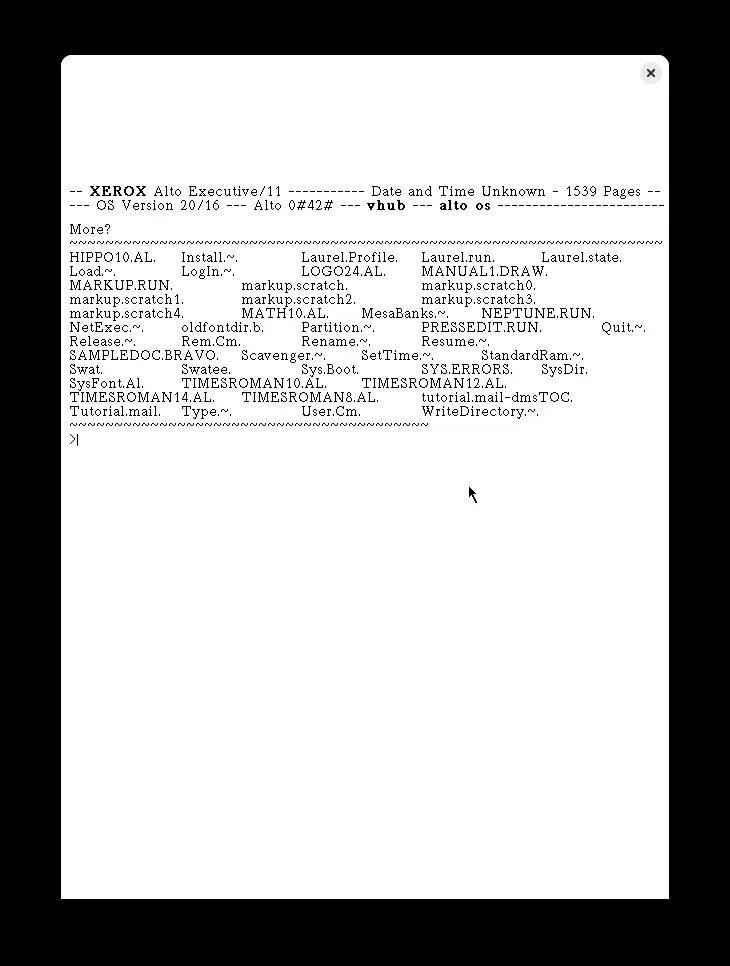 -- XEROX Alto Executive/11 ----------- Date and Time Unknown - 1539 Pages --
--- OS Version 20/16 --- Alto 0#42# --- vhub --- alto os ------------------------
More?
~~~~~~~~~~~~~~~~~~~~~~~~~~~~~~~~~~~~~~~~~~~~~~~~~~~~~~~~~~~~~~~~~~
HIPPO10.AL. Install.~. Laurel.Profile. Laurel.run. Laurel.state.
Load.~. LogIn.~. LOGO24.AL. MANUAL1.DRAW.
MARKUP.RUN. markup.scratch. markup.scratch0.
markup.scratch1. markup.scratch2. markup.scratch3.
markup.scratch4. MATH10.AL. MesaBanks.~. NEPTUNE.RUN.
NetExec.~. oldfontdir.b. Partition.~. PRESSEDIT.RUN. Quit.~.
Release.~. Rem.Cm. Rename.~. Resume.~.
SAMPLEDOC.BRAVO. Scavenger.~. SetTime.~. StandardRam.~.
Swat. Swatee. Sys.Boot. SYS.ERRORS. SysDir.
SysFont.Al. TIMESROMAN10.AL. TIMESROMAN12.AL.
TIMESROMAN14.AL. TIMESROMAN8.AL. tutorial.mail-dmsTOC.
Tutorial.mail. Type.~. User.Cm. WriteDirectory.~.
~~~~~~~~~~~~~~~~~~~~~~~~~~~~~~~~~~~~~~~~
>